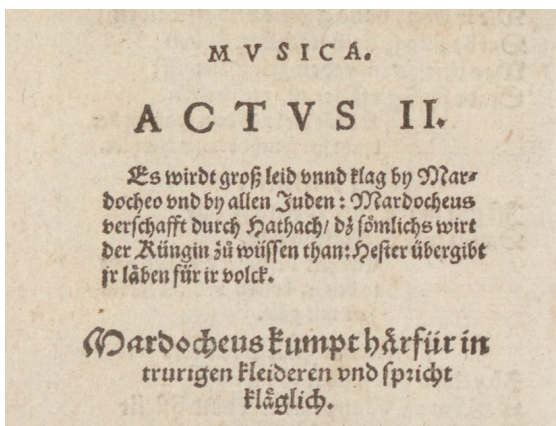 MVSICA.
ACTVS II.
Es wirdt groß leid vnnd klag by Mar⸗
docheo vnd by allen Juden: Mardocheus
verschafft durch Hathach/ dz sömlichs wirt
der Küngin zů wüssen than: Hester übergibt
jr läben für ir volck.
Mardocheus kumpt härfür in
trurigen kleideren vnd spricht
kläglich.